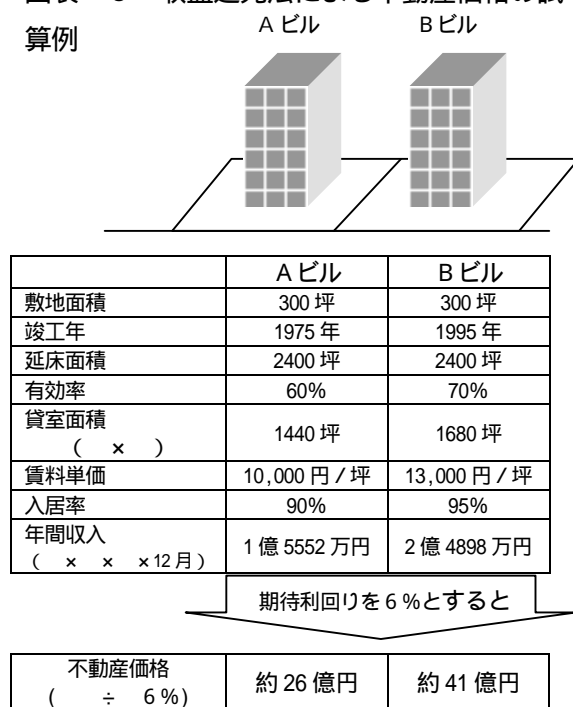 算例
Aビル Bビル
Aビル Bビル
敷地面積 300坪 300坪
竣工年 1975年 1995年
延床面積 2400坪 2400坪
有効率 60% 70%
貸室面積
( × ) 1440坪 1680坪
賃料単価 10,000円/坪 13,000円/坪
入居率 90% 95%
年間収入
( × × ×12月) 1億5552万円 2億4898万円
期待利回りを6%とすると
不動産価格
( ÷ 6%) 約26億円 約41億円